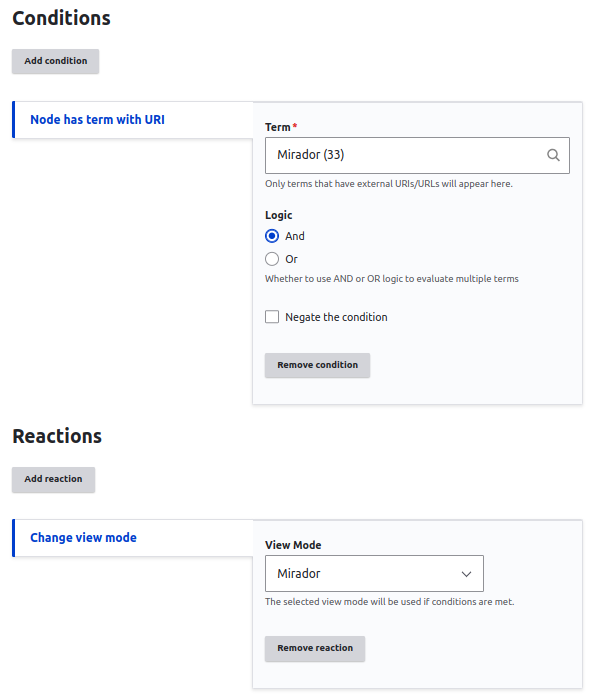 Conditions
Add condition
Node has term with URI
Term*
Mirador (33)
Only terms that have external URIs/URLs will appear here.
Logic
And
Or
Whether to use AND or OR logic to evaluate multiple terms
Negate the condition
Remove condition
Reactions
Add reaction
Change view mode
View Mode
Mirador
The selected view mode will be used if conditions are met.
Remove reaction